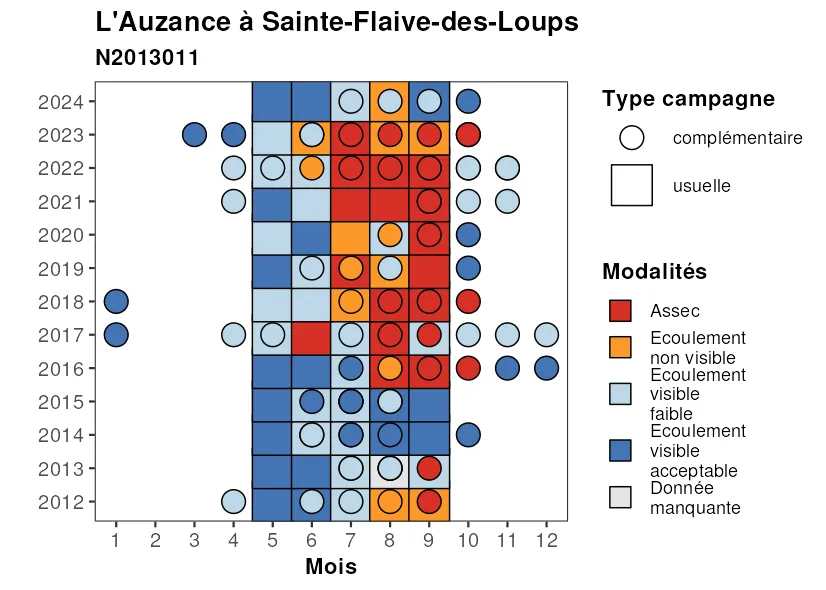 L'Auzance à Sainte-Flaive-des-Loups
N2013011
2024
2023
2022
2021
2020
2019
2018
2017
2016
2015
2014
2013
2012
1 2 3 4 5 6 7 8 9 10 11 12
Mois
Type campagne
complémentaire
usuelle
Modalités
Assec
Ecoulement
non visible
Ecoulement
visible
faible
Ecoulement
visible
acceptable
Donnée
manquante